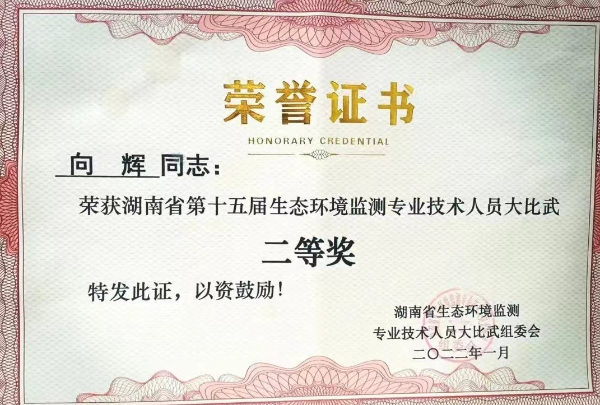 荣誉证书
HONORARY CREDENTIAL
向 辉 同志：
荣获湖南省第十五届生态环境监测专业技术人员大比武
二等奖
特发此证，以资鼓励！
湖南省生态环境监测
专业技术人员大比武组委会
二〇二二年一月